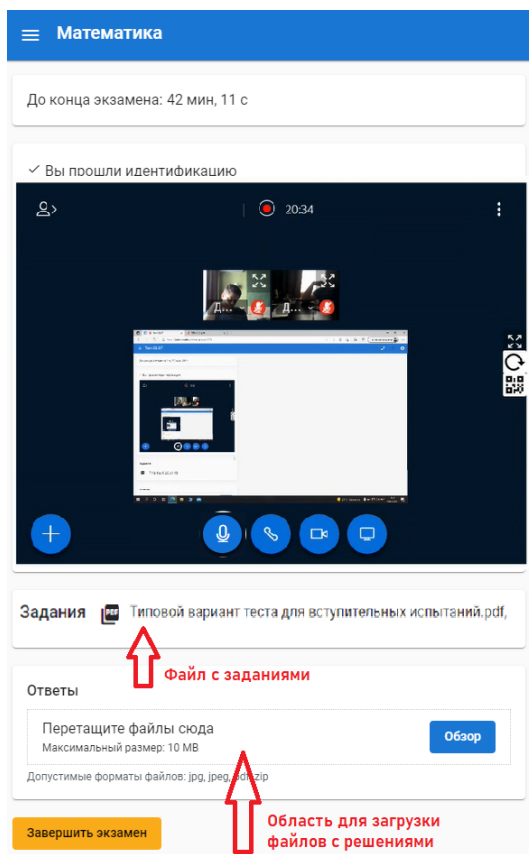 Математика
До конца экзамена: 42 мин, 11 с
✓ Вы прошли идентификацию
20:34
Д... Д...
Задания PDF Типовой вариант теста для вступительных испытаний.pdf,
Файл с заданиями
Ответы
Перетащите файлы сюда
Максимальный размер: 10 MB
Обзор
Допустимые форматы файлов: jpg, jpeg, pdf, zip
Завершить экзамен
Область для загрузки
файлов с решениями